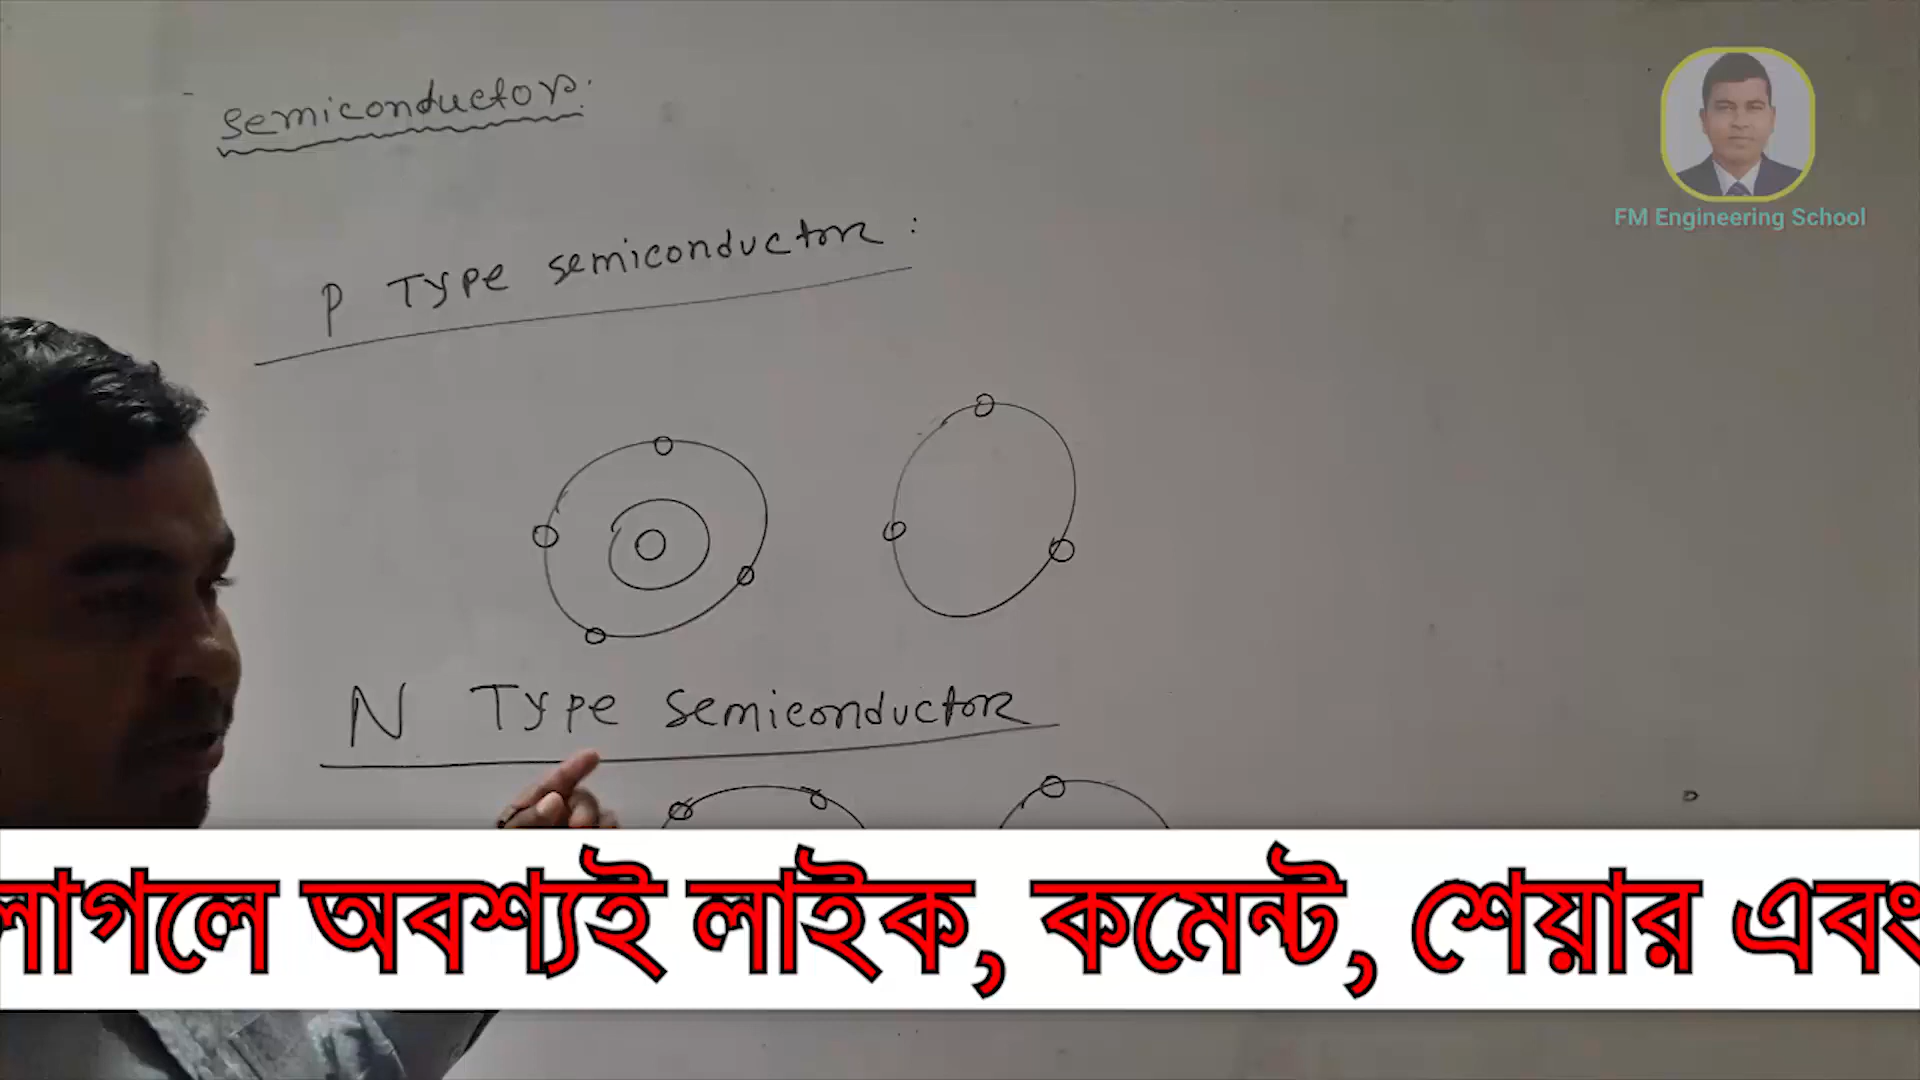 semiconductor
FM Engineering School
P Type semiconductor:
N Type semiconductor
লাগলে অবশ্যই লাইক, কমেন্ট, শেয়ার এবং